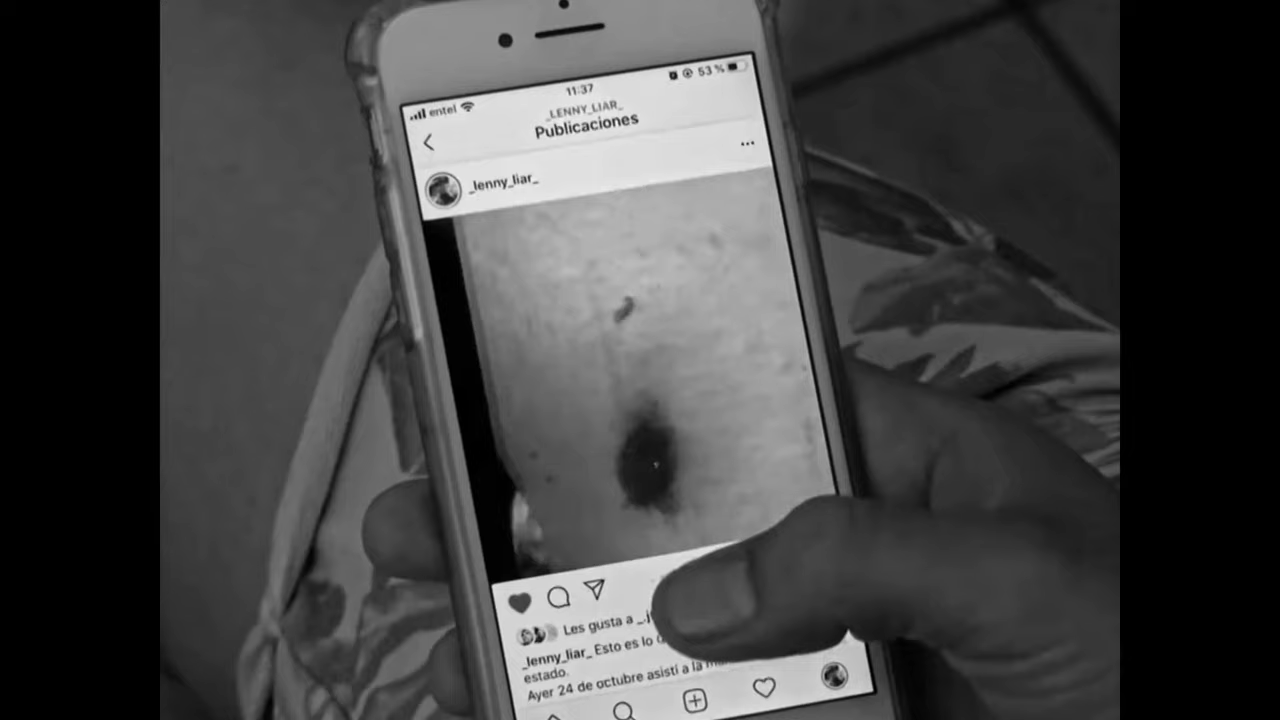 entel 11:37 53 %
_LENNY_LIAR_
Publicaciones
_lenny_liar_
Les gusta a _.j
_lenny_liar_ Esto es lo
estado.
Ayer 24 de octubre asistí a la